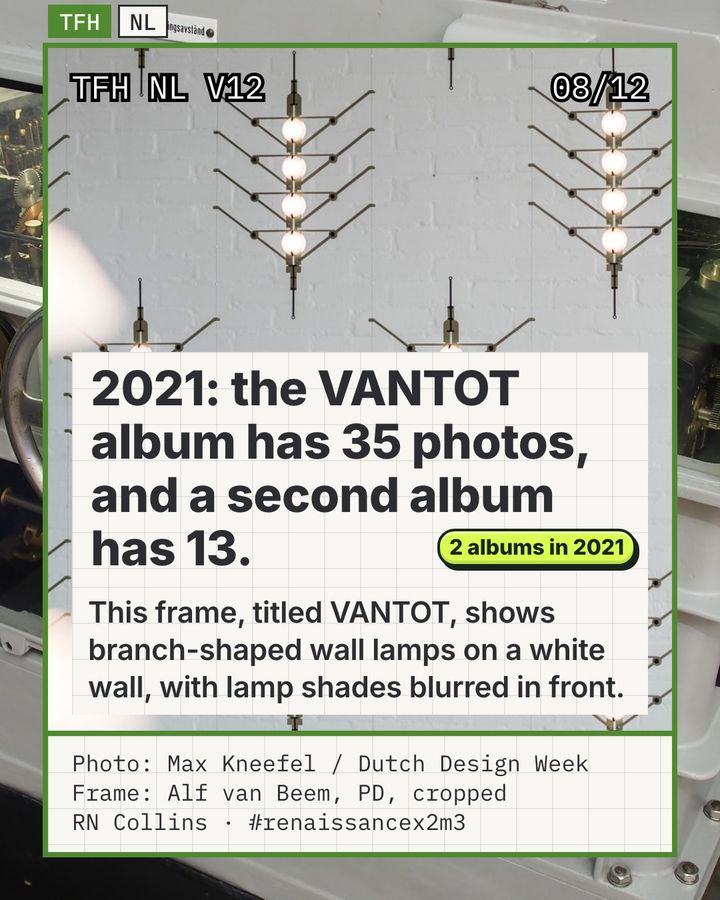 TFH NL
TFH NL V12
08/12
2021: the VANTOT
album has 35 photos,
and a second album
has 13.
2 albums in 2021
This frame, titled VANTOT, shows
branch-shaped wall lamps on a white
wall, with lamp shades blurred in front.
Photo: Max Kneefel / Dutch Design Week
Frame: Alf van Beem, PD, cropped
RN Collins · #renaissancex2m3